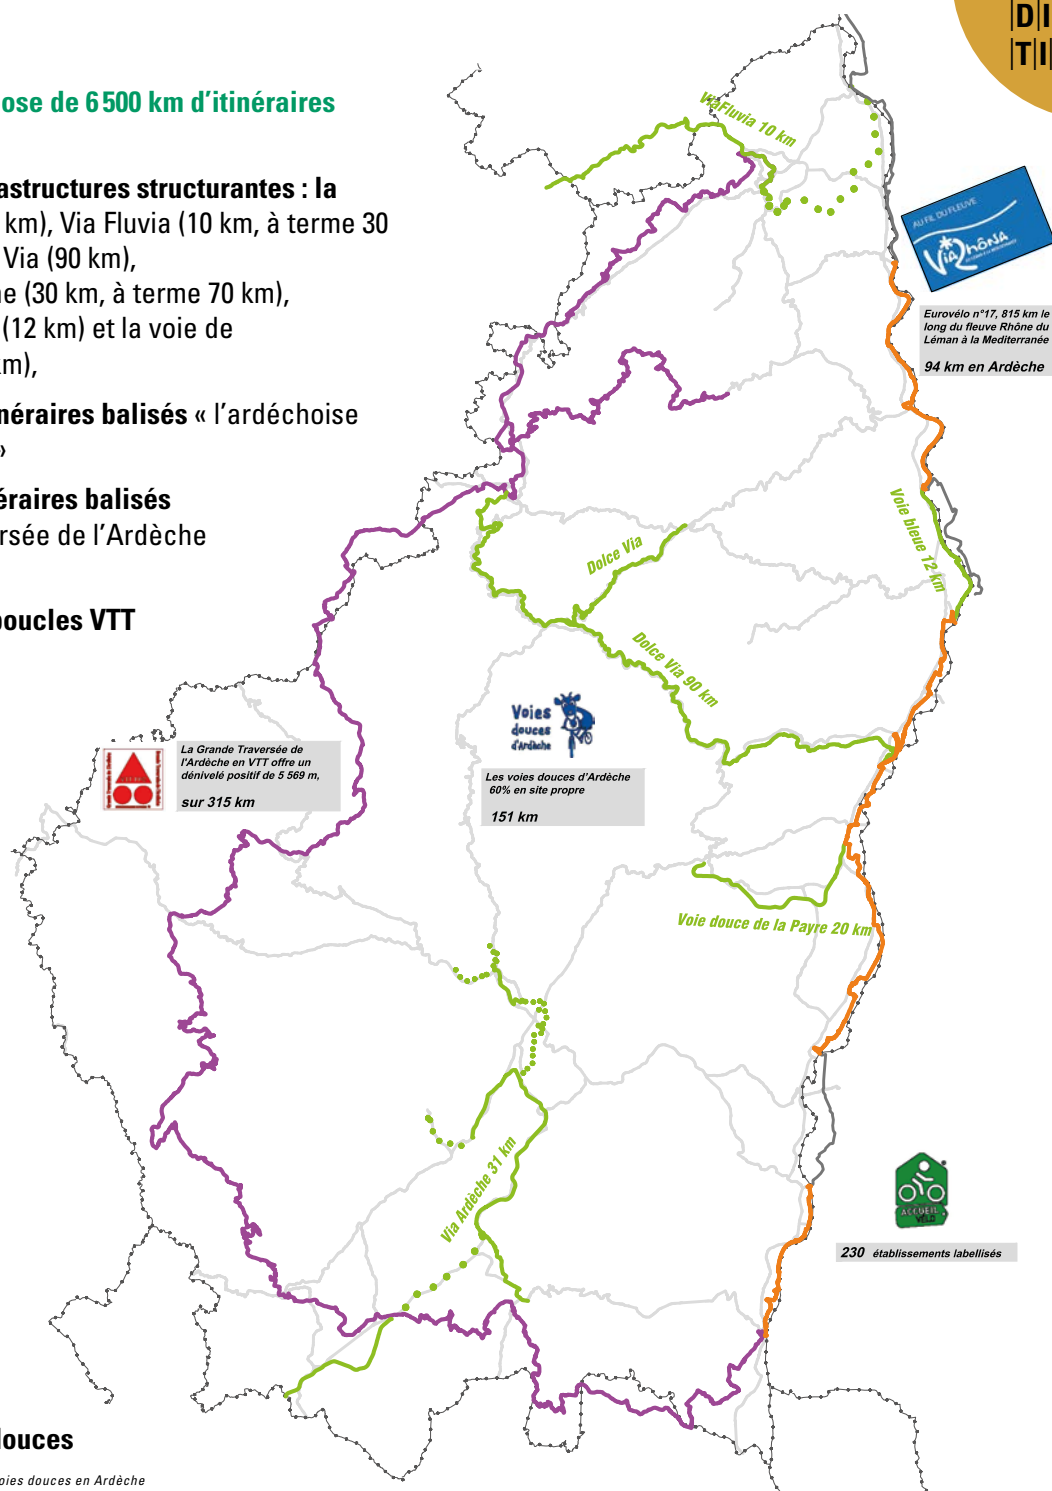 |D|I
|T|I
ose de 6 500 km d’itinéraires
astructures structurantes : la
km), Via Fluvia (10 km, à terme 30
Via (90 km),
ne (30 km, à terme 70 km),
(12 km) et la voie de
km),
néraires balisés « l’ardéchoise
»
éraires balisés
rsée de l’Ardèche
boucles VTT
ViaFluvia 10 km
AU FIL DU FLEUVE
ViaRhôna
Eurovélo n°17, 815 km le
long du fleuve Rhône du
Léman à la Mediterranée
94 km en Ardèche
Voie bleue 12 km
Dolce Via
Dolce Via 90 km
Voies
douces
d'Ardèche
La Grande Traversée de
l'Ardèche en VTT offre un
dénivelé positif de 5 569 m,
sur 315 km
Les voies douces d’Ardèche
60% en site propre
151 km
Voie douce de la Payre 20 km
Via Ardèche 31 km
ACCUEIL
VÉLO
230 établissements labellisés
douces
oies douces en Ardèche